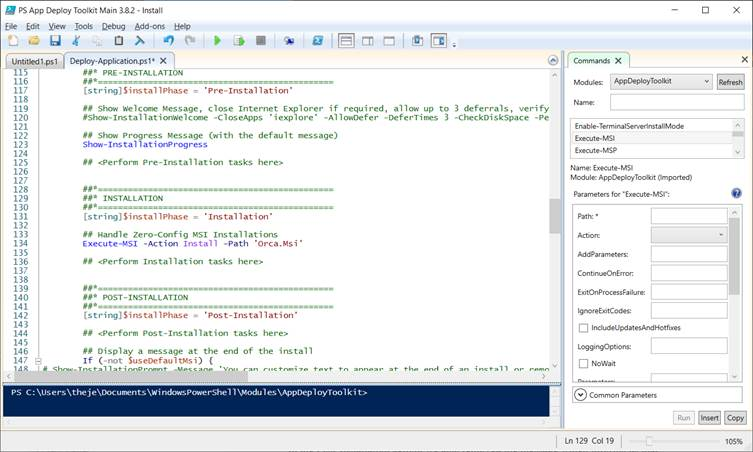 PS App Deploy Toolkit Main 3.8.2 - Install
File Edit View Tools Debug Add-ons Help
Untitled1.ps1 Deploy-Application.ps1*
115 ##* PRE-INSTALLATION
116 ##*===============================================
117 [string]$installPhase = 'Pre-Installation'
118
119 ## Show Welcome Message, close Internet Explorer if required, allow up to 3 deferrals, verify
120 #Show-InstallationWelcome -CloseApps 'iexplore' -AllowDefer -DeferTimes 3 -CheckDiskSpace -Pe
121
122 ## Show Progress Message (with the default message)
123 Show-InstallationProgress
124
125 ## <Perform Pre-Installation tasks here>
126
127
128 ##*===============================================
129 ##* INSTALLATION
130 ##*===============================================
131 [string]$installPhase = 'Installation'
132
133 ## Handle Zero-Config MSI Installations
134 Execute-MSI -Action Install -Path 'Orca.Msi'
135
136 ## <Perform Installation tasks here>
137
138
139 ##*===============================================
140 ##* POST-INSTALLATION
141 ##*===============================================
142 [string]$installPhase = 'Post-Installation'
143
144 ## <Perform Post-Installation tasks here>
145
146 ## Display a message at the end of the install
147 If (-not $useDefaultMsi) {
148 # Show-InstallationPrompt -Message 'You can customize text to appear at the end of an install or remo
PS C:\Users\theje\Documents\WindowsPowerShell\Modules\AppDeployToolkit>
Commands
Modules: AppDeployToolkit Refresh
Name:
Enable-TerminalServerInstallMode
Execute-MSI
Execute-MSP
Name: Execute-MSI
Module: AppDeployToolkit (Imported)
Parameters for "Execute-MSI":
Path: *
Action:
AddParameters:
ContinueOnError:
ExitOnProcessFailure:
IgnoreExitCodes:
IncludeUpdatesAndHotfixes
LoggingOptions:
NoWait
Parameters:
Common Parameters
Run Insert Copy
Ln 129 Col 19 105%